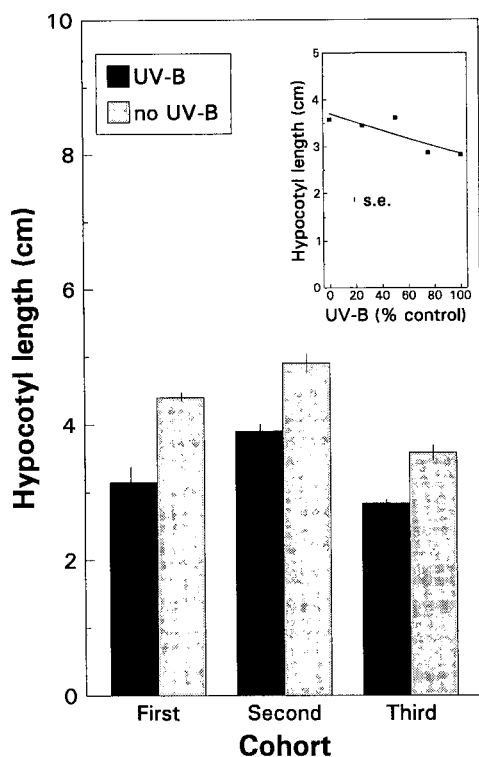 10
8
6
4
2
0
Hypocotyl length (cm)
UV-B
no UV-B
5
4
3
2
1
0
Hypocotyl length (cm)
s.e.
0 20 40 60 80 100
UV-B (% control)
First Second Third
Cohort